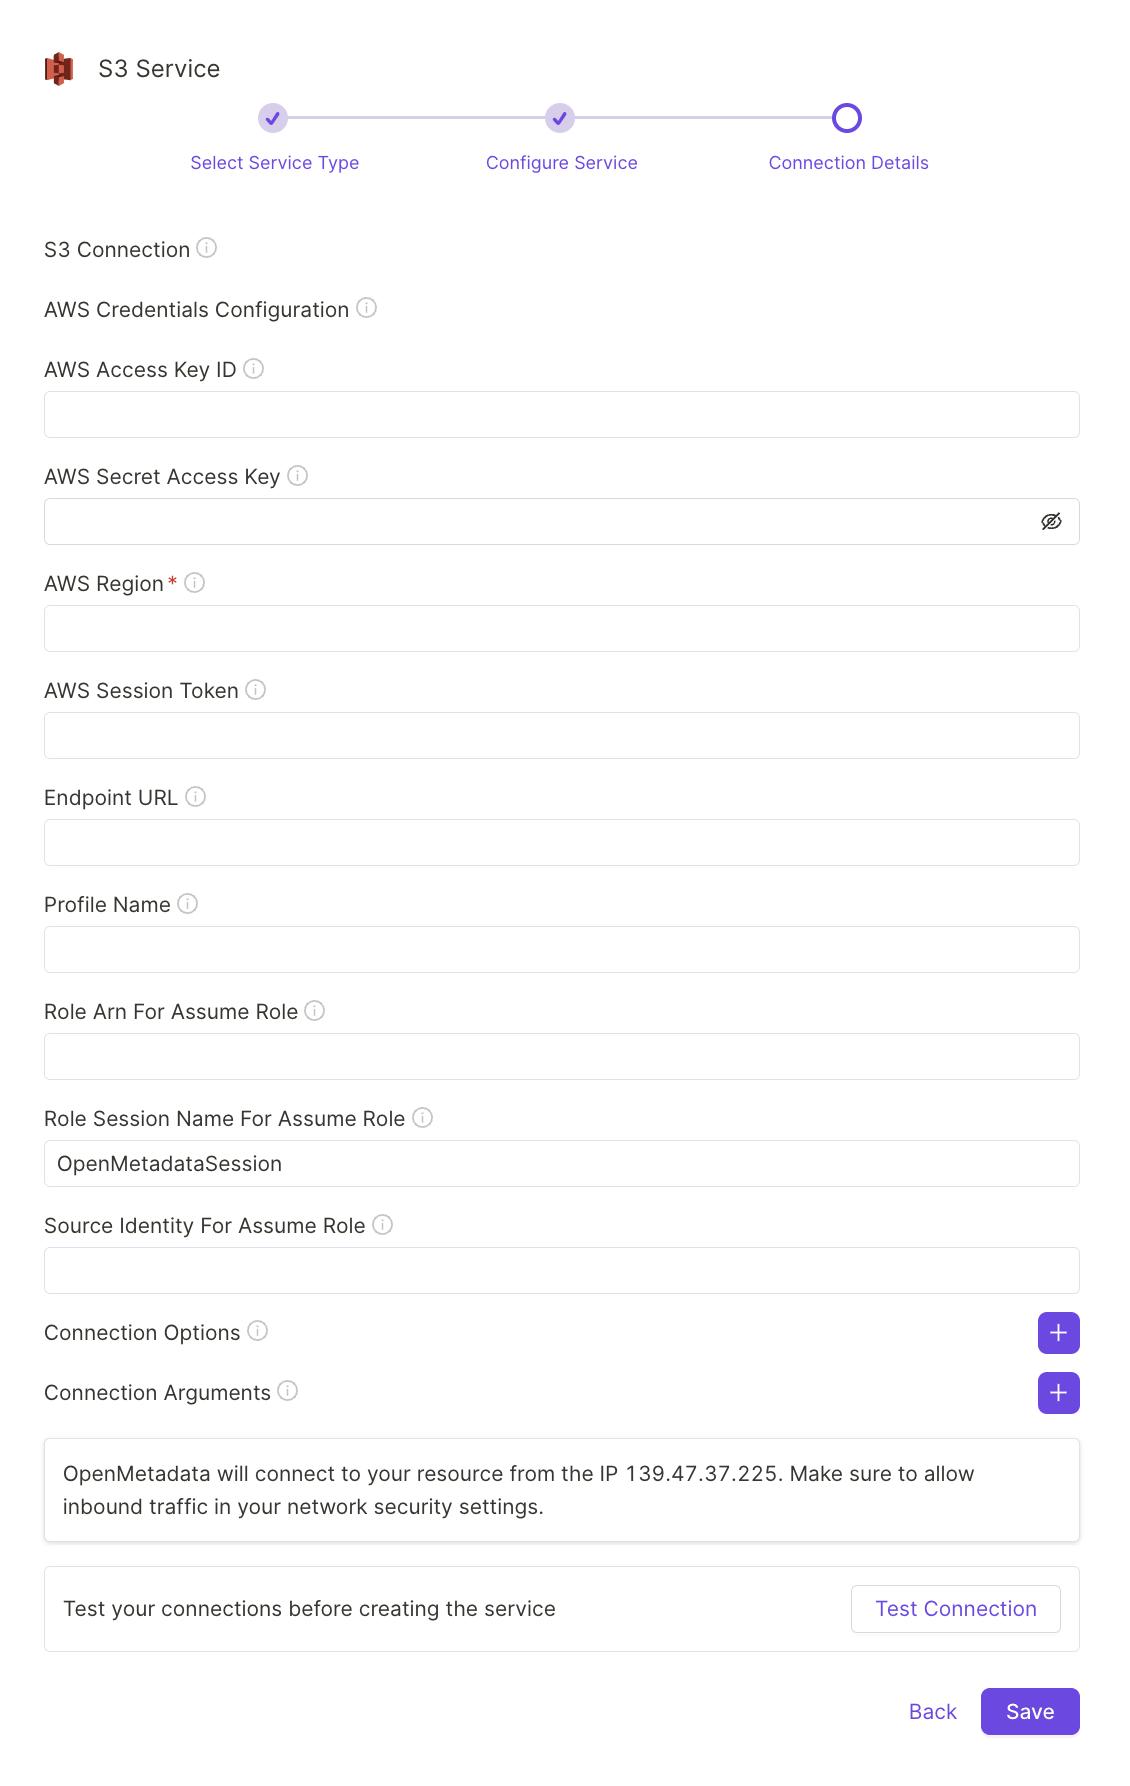 S3 Service
Select Service Type
Configure Service
Connection Details
S3 Connection
AWS Credentials Configuration
AWS Access Key ID
AWS Secret Access Key
AWS Region *
AWS Session Token
Endpoint URL
Profile Name
Role Arn For Assume Role
Role Session Name For Assume Role
OpenMetadataSession
Source Identity For Assume Role
Connection Options
Connection Arguments
OpenMetadata will connect to your resource from the IP 139.47.37.225. Make sure to allow
inbound traffic in your network security settings.
Test your connections before creating the service
Test Connection
Back
Save